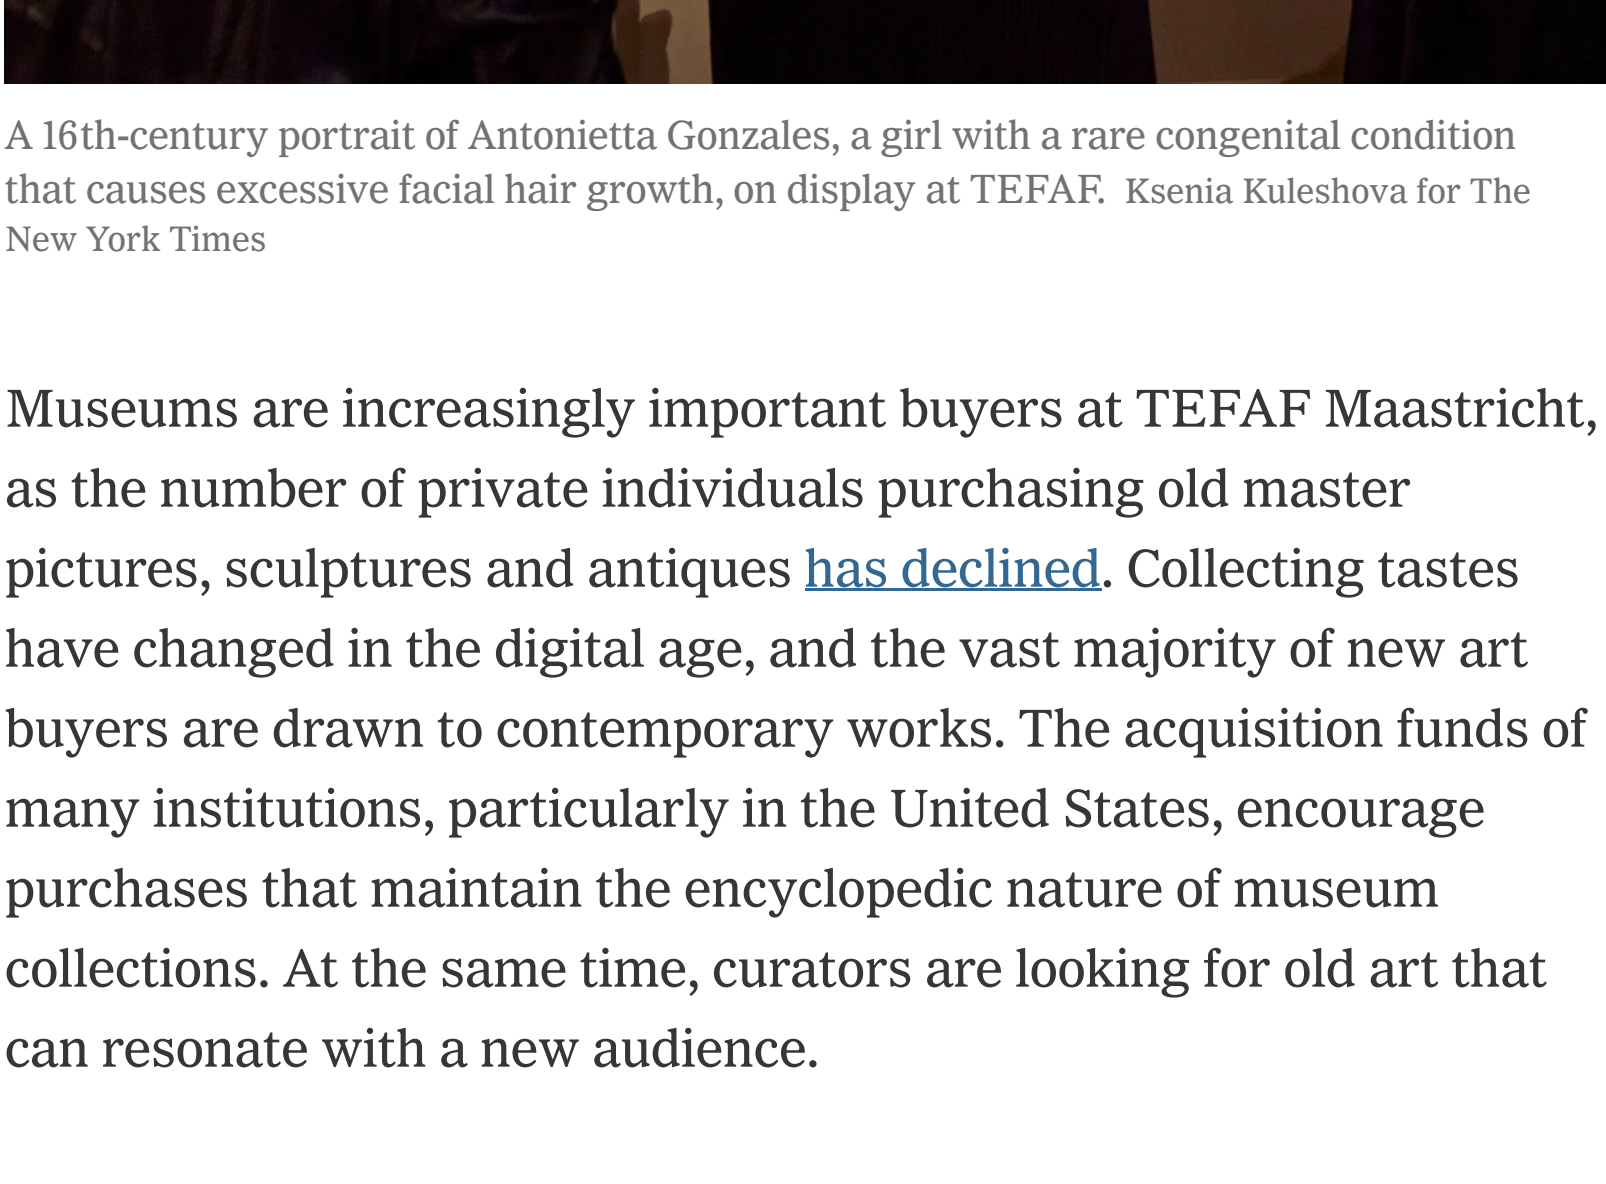 A 16th-century portrait of Antonietta Gonzales, a girl with a rare congenital condition
that causes excessive facial hair growth, on display at TEFAF. Ksenia Kuleshova for The
New York Times
Museums are increasingly important buyers at TEFAF Maastricht,
as the number of private individuals purchasing old master
pictures, sculptures and antiques has declined. Collecting tastes
have changed in the digital age, and the vast majority of new art
buyers are drawn to contemporary works. The acquisition funds of
many institutions, particularly in the United States, encourage
purchases that maintain the encyclopedic nature of museum
collections. At the same time, curators are looking for old art that
can resonate with a new audience.